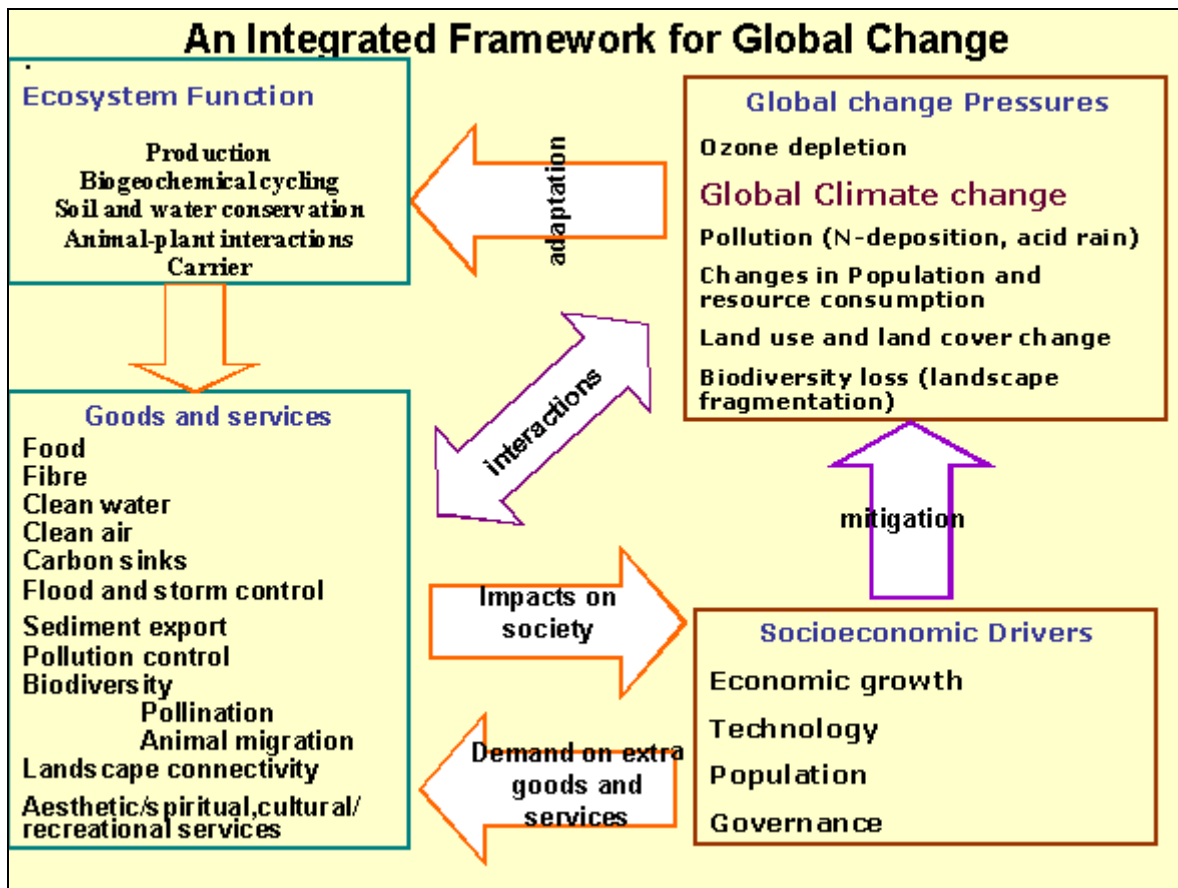 An Integrated Framework for Global Change
Ecosystem Function
Production
Biogeochemical cycling
Soil and water conservation
Animal-plant interactions
Carrier
adaptation
Global change Pressures
Ozone depletion
Global Climate change
Pollution (N-deposition, acid rain)
Changes in Population and
resource consumption
Land use and land cover change
Biodiversity loss (landscape
fragmentation)
interactions
mitigation
Goods and services
Food
Fibre
Clean water
Clean air
Carbon sinks
Flood and storm control
Sediment export
Pollution control
Biodiversity
Pollination
Animal migration
Landscape connectivity
Aesthetic/spiritual,cultural/
recreational services
Impacts on
society
Demand on extra
goods and
services
Socioeconomic Drivers
Economic growth
Technology
Population
Governance